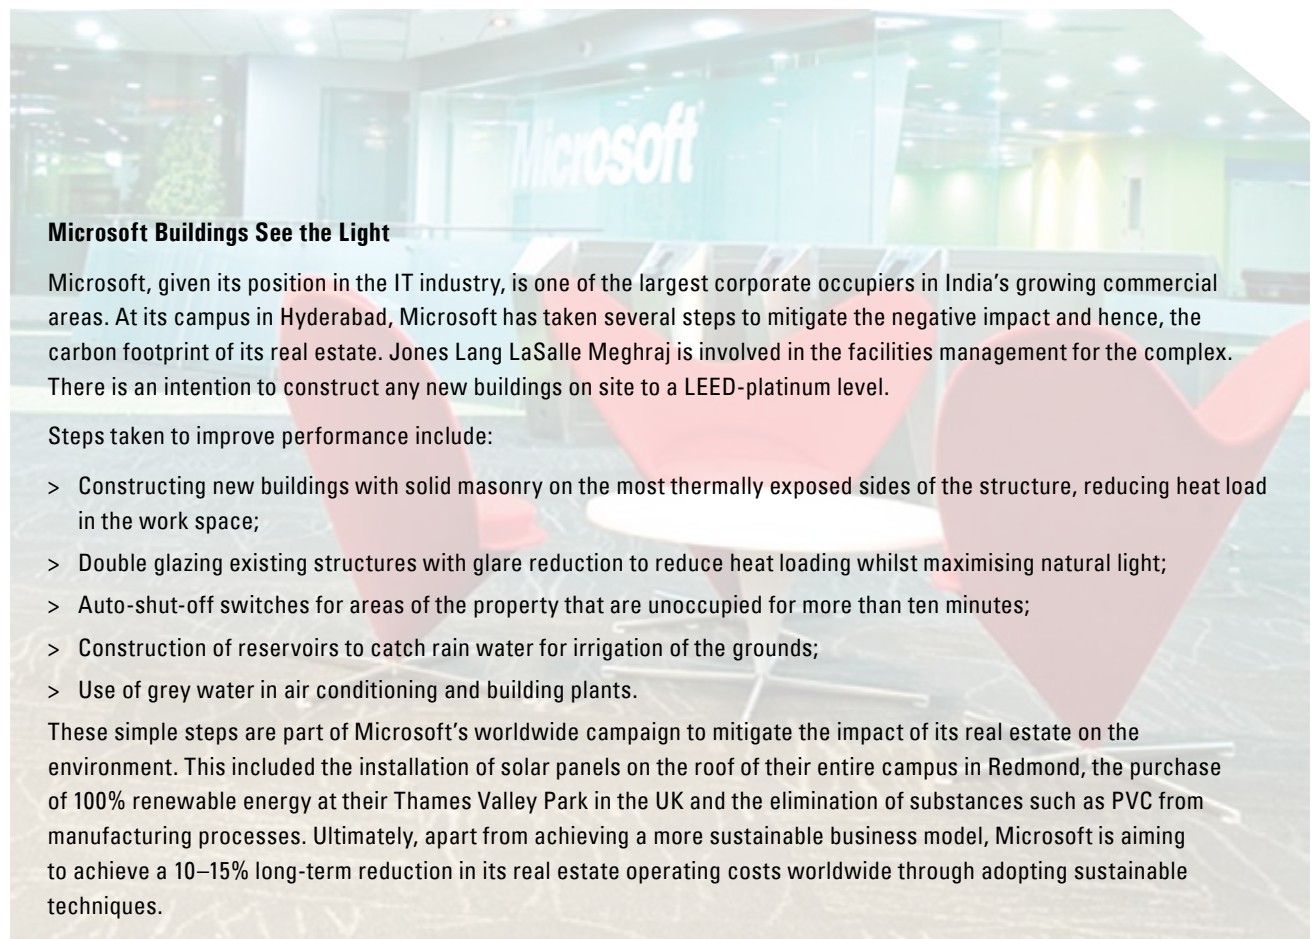 Microsoft
Microsoft Buildings See the Light
Microsoft, given its position in the IT industry, is one of the largest corporate occupiers in India’s growing commercial
areas. At its campus in Hyderabad, Microsoft has taken several steps to mitigate the negative impact and hence, the
carbon footprint of its real estate. Jones Lang LaSalle Meghraj is involved in the facilities management for the complex.
There is an intention to construct any new buildings on site to a LEED-platinum level.
Steps taken to improve performance include:
> Constructing new buildings with solid masonry on the most thermally exposed sides of the structure, reducing heat load
in the work space;
> Double glazing existing structures with glare reduction to reduce heat loading whilst maximising natural light;
> Auto-shut-off switches for areas of the property that are unoccupied for more than ten minutes;
> Construction of reservoirs to catch rain water for irrigation of the grounds;
> Use of grey water in air conditioning and building plants.
These simple steps are part of Microsoft’s worldwide campaign to mitigate the impact of its real estate on the
environment. This included the installation of solar panels on the roof of their entire campus in Redmond, the purchase
of 100% renewable energy at their Thames Valley Park in the UK and the elimination of substances such as PVC from
manufacturing processes. Ultimately, apart from achieving a more sustainable business model, Microsoft is aiming
to achieve a 10–15% long-term reduction in its real estate operating costs worldwide through adopting sustainable
techniques.